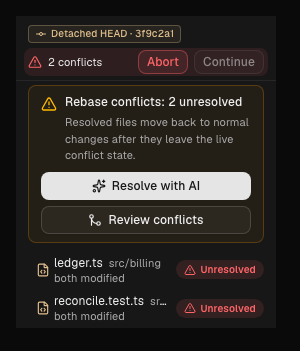 Detached HEAD · 3f9c2a1
2 conflicts Abort Continue
Rebase conflicts: 2 unresolved
Resolved files move back to normal
changes after they leave the live
conflict state.
Resolve with AI
Review conflicts
ledger.ts src/billing
both modified
Unresolved
reconcile.test.ts sr…
both modified
Unresolved